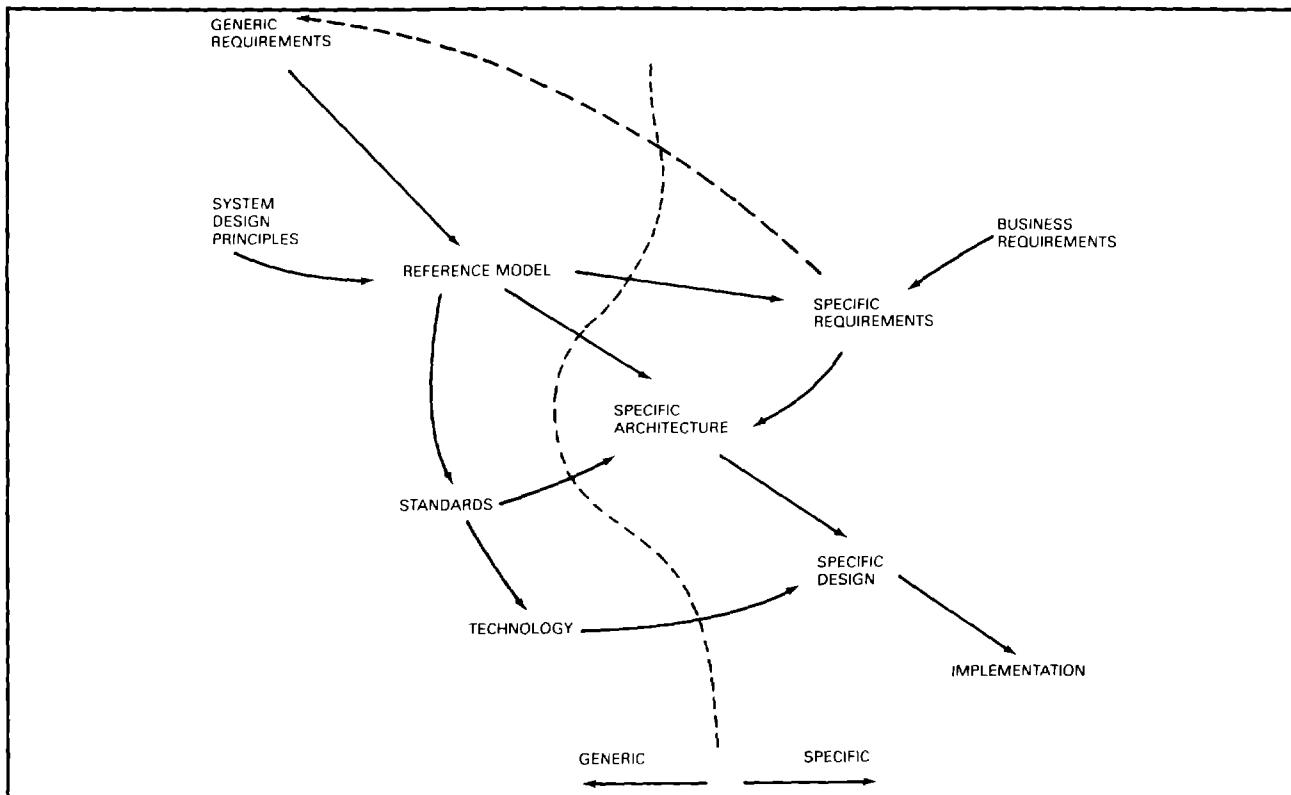 GENERIC
REQUIREMENTS
SYSTEM
DESIGN
PRINCIPLES
BUSINESS
REQUIREMENTS
REFERENCE MODEL
SPECIFIC
REQUIREMENTS
SPECIFIC
ARCHITECTURE
STANDARDS
SPECIFIC
DESIGN
TECHNOLOGY
IMPLEMENTATION
GENERIC
SPECIFIC